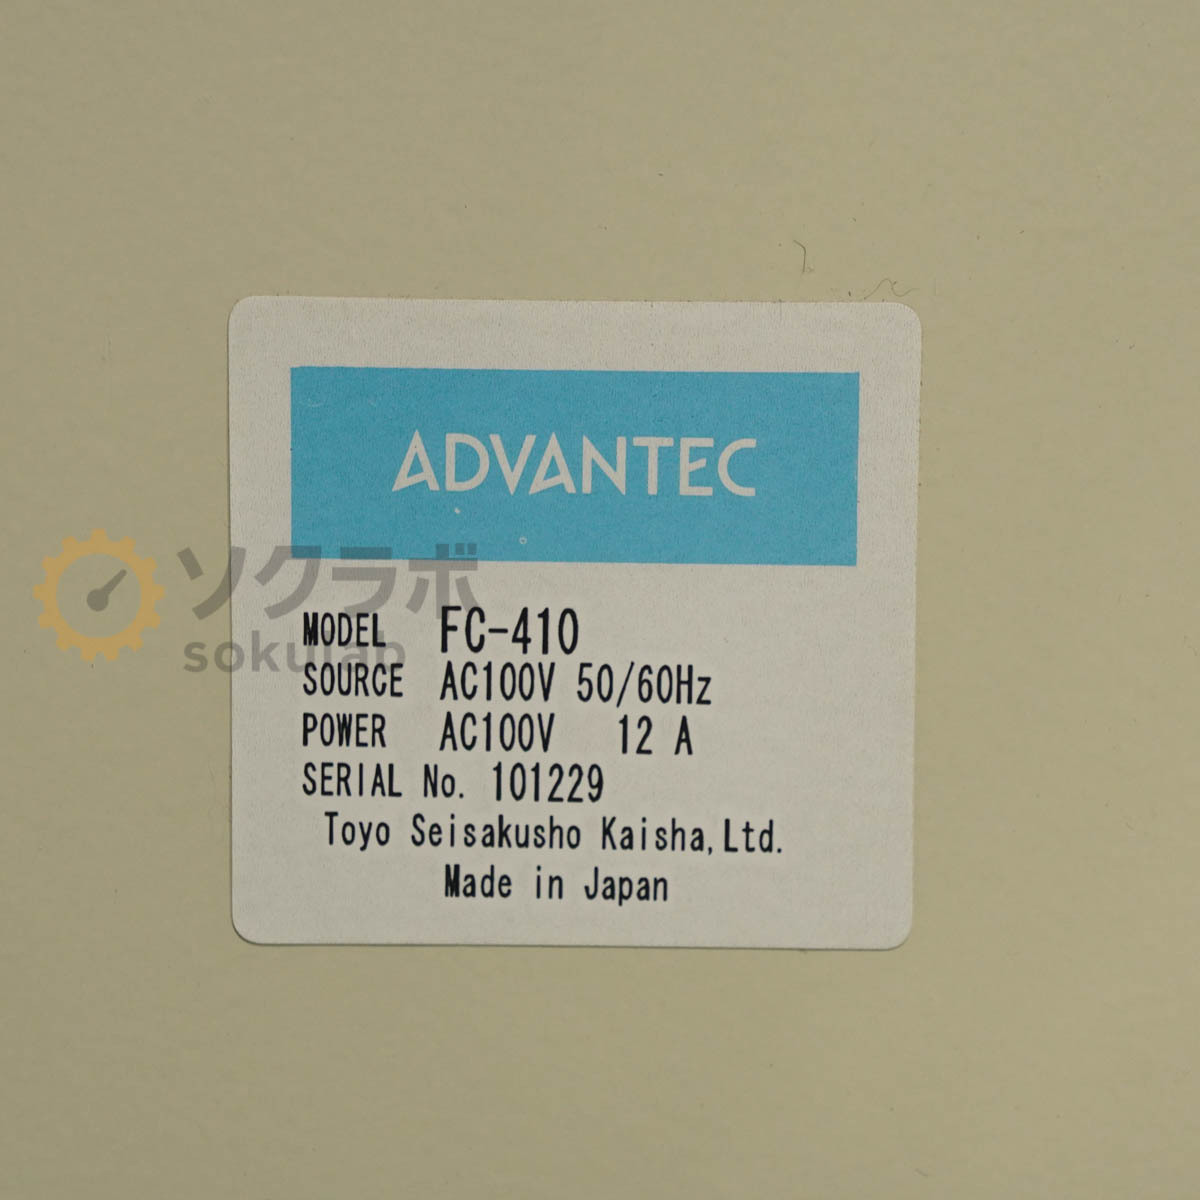 ADVANTEC
ソクラボ
sokulab
MODEL FC-410
SOURCE AC100V 50/60Hz
POWER AC100V 12 A
SERIAL No. 101229
Toyo Seisakusho Kaisha,Ltd.
Made in Japan